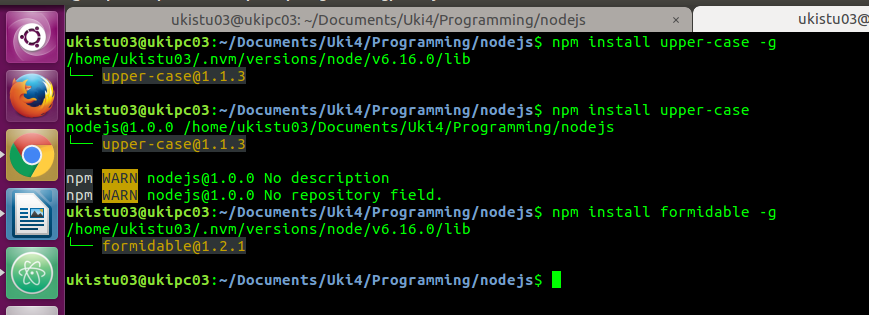 ukistu03@ukipc03: ~/Documents/Uki4/Programming/nodejs × ukistu03@
ukistu03@ukipc03:~/Documents/Uki4/Programming/nodejs$ npm install upper-case -g
/home/ukistu03/.nvm/versions/node/v6.16.0/lib
└── upper-case@1.1.3
ukistu03@ukipc03:~/Documents/Uki4/Programming/nodejs$ npm install upper-case
nodejs@1.0.0 /home/ukistu03/Documents/Uki4/Programming/nodejs
└── upper-case@1.1.3
npm WARN nodejs@1.0.0 No description
npm WARN nodejs@1.0.0 No repository field.
ukistu03@ukipc03:~/Documents/Uki4/Programming/nodejs$ npm install formidable -g
/home/ukistu03/.nvm/versions/node/v6.16.0/lib
└── formidable@1.2.1
ukistu03@ukipc03:~/Documents/Uki4/Programming/nodejs$